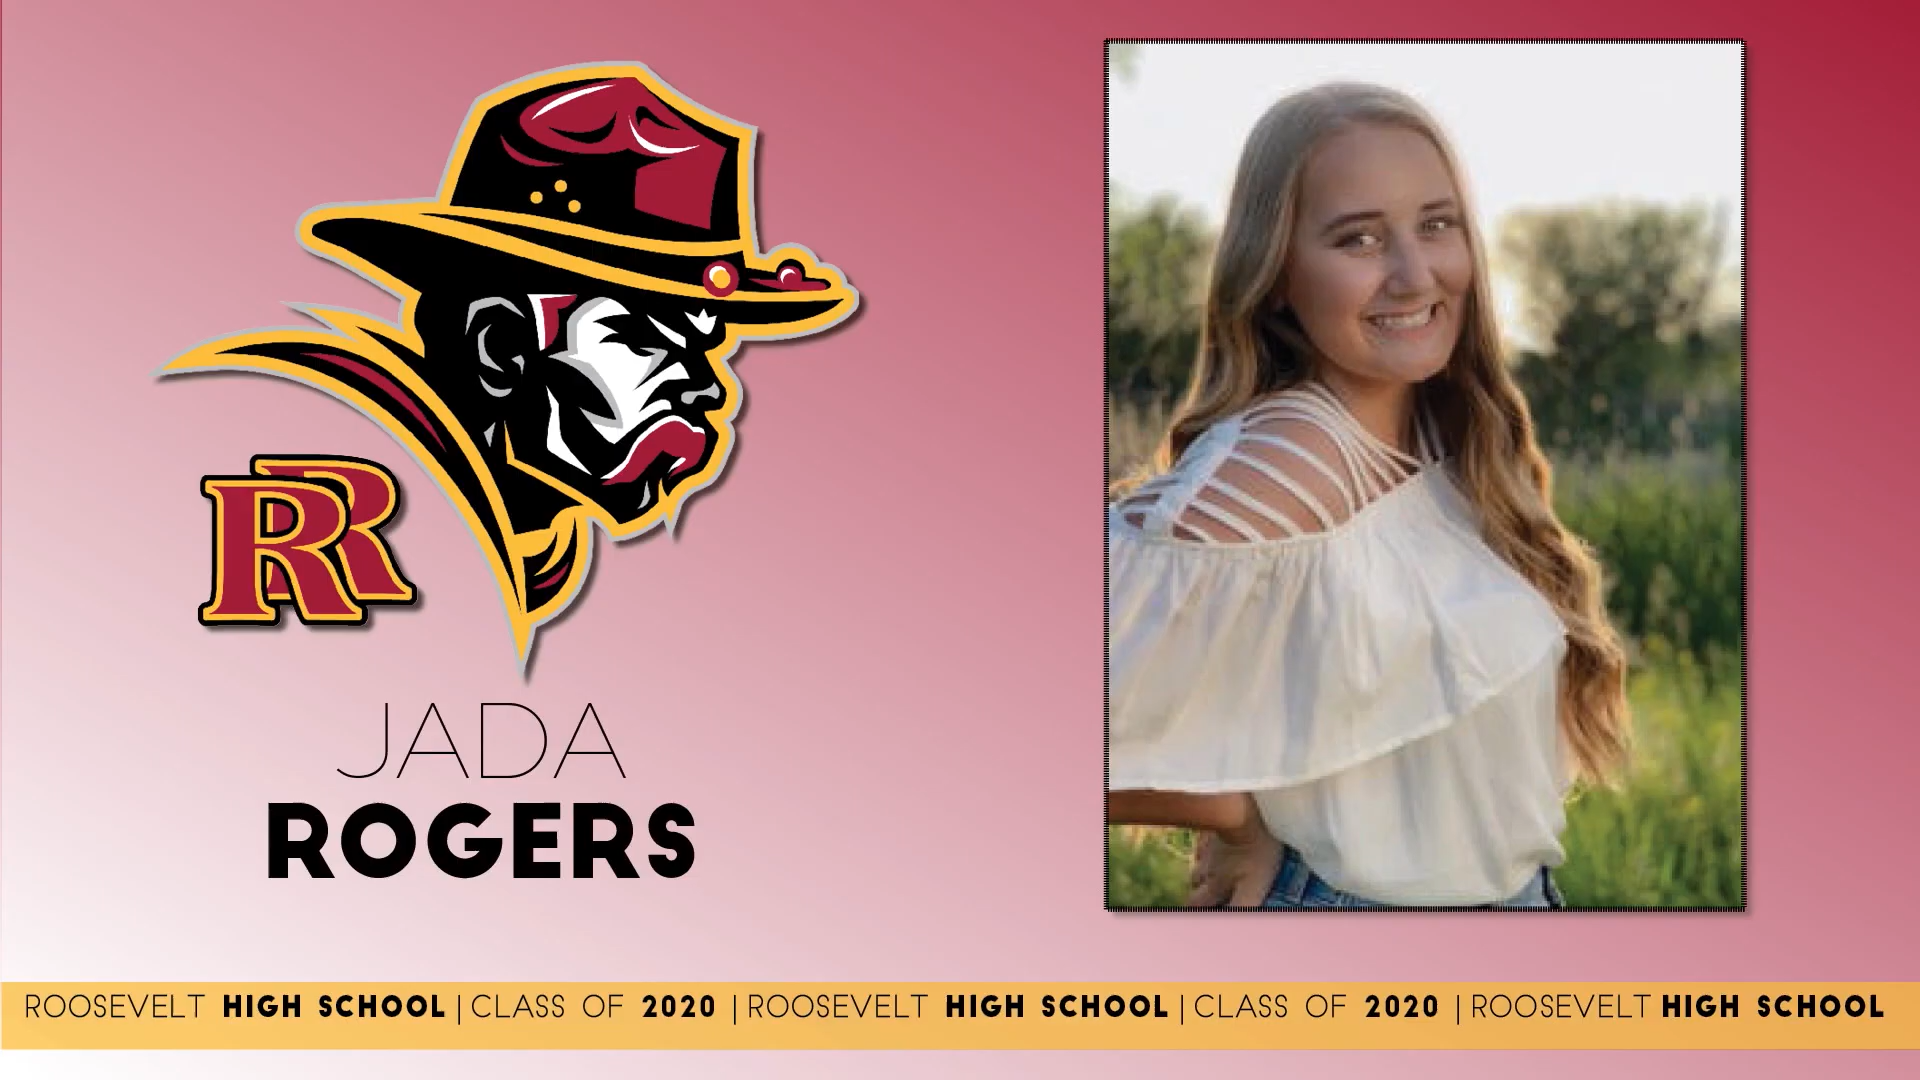 RR
JADA
ROGERS
ROOSEVELT HIGH SCHOOL | CLASS OF 2020 | ROOSEVELT HIGH SCHOOL | CLASS OF 2020 | ROOSEVELT HIGH SCHOOL